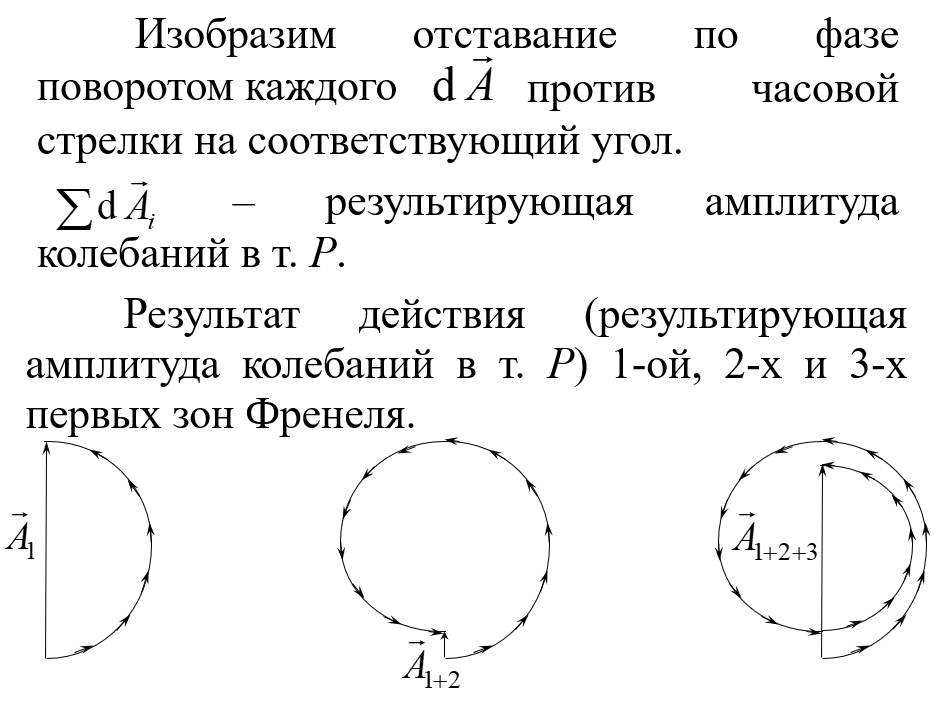 Изобразим отставание по фазе
поворотом каждого d A⃗ против часовой
стрелки на соответствующий угол.
∑ d A⃗ᵢ – результирующая амплитуда
колебаний в т. P.
Результат действия (результирующая
амплитуда колебаний в т. P) 1-ой, 2-х и 3-х
первых зон Френеля.
A⃗₁
A⃗₁₊₂
A⃗₁₊₂₊₃